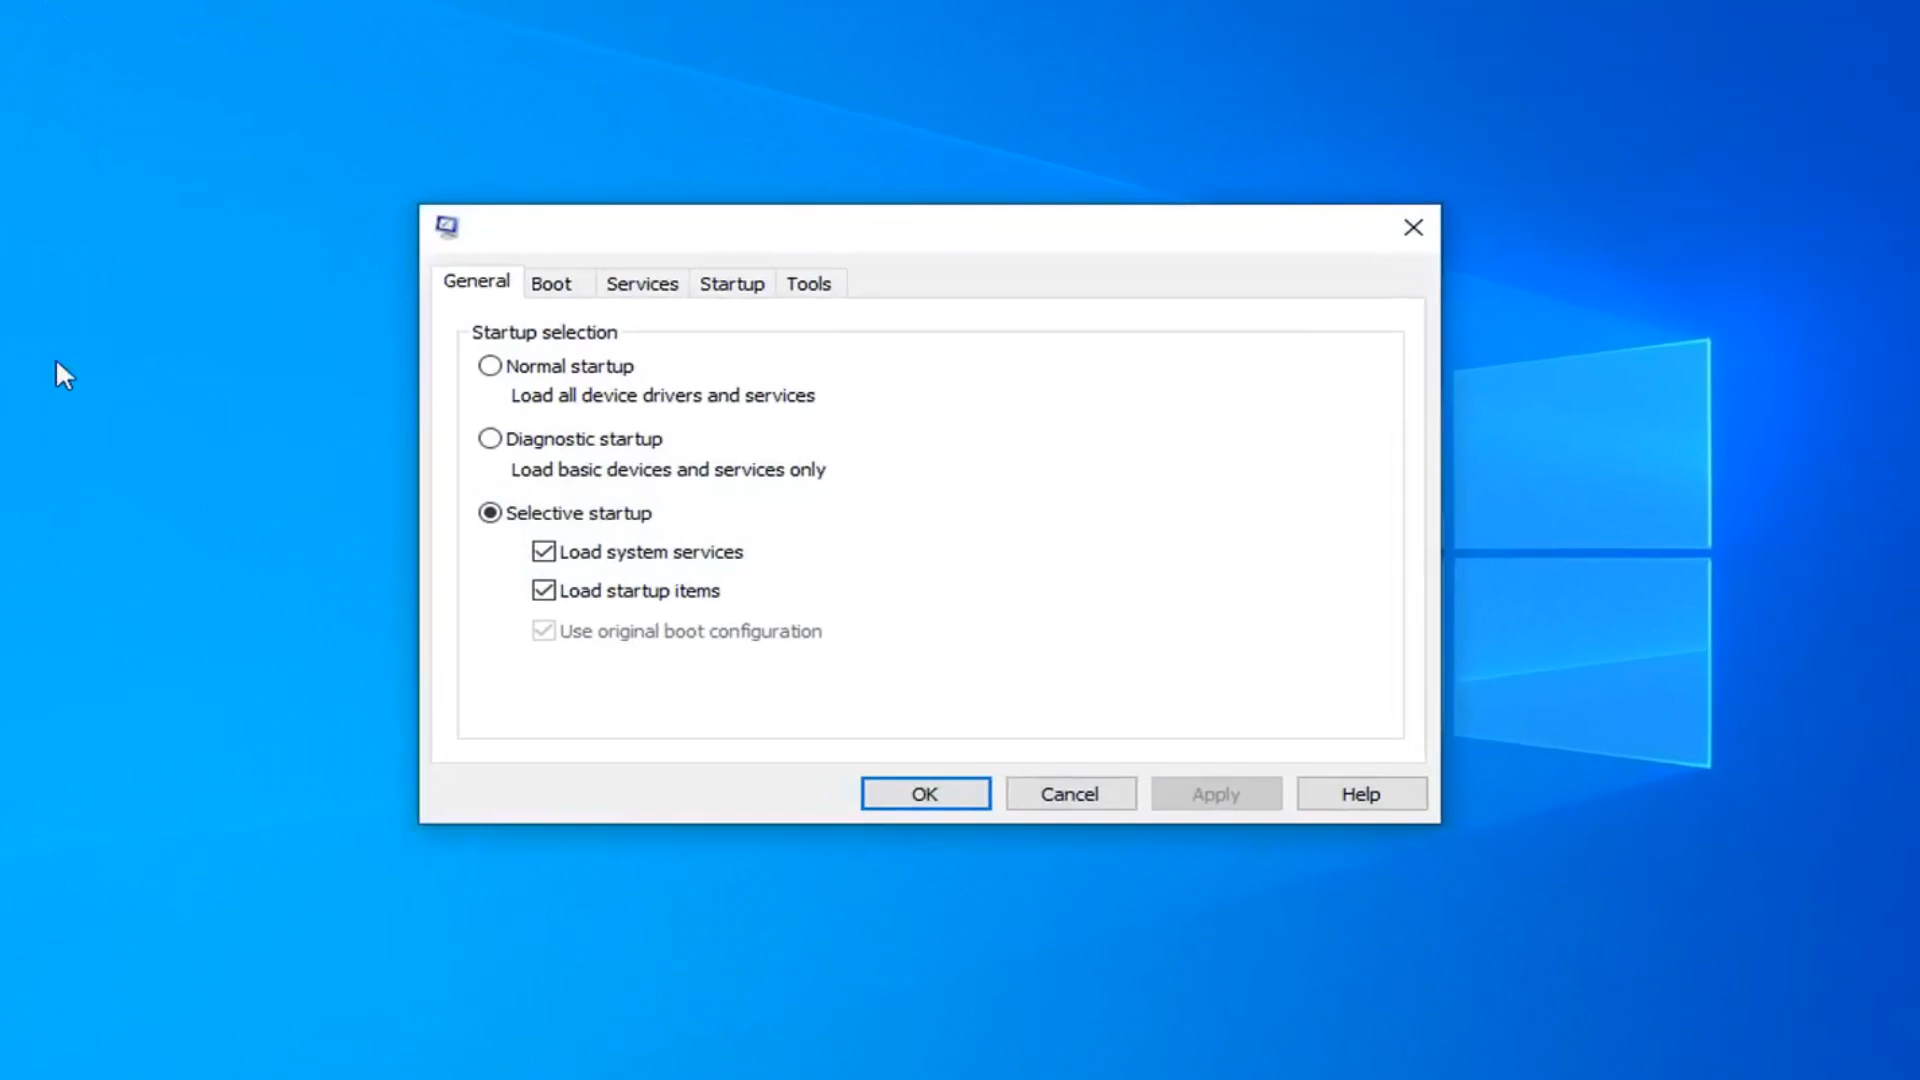 General Boot Services Startup Tools
Startup selection
Normal startup
Load all device drivers and services
Diagnostic startup
Load basic devices and services only
Selective startup
Load system services
Load startup items
Use original boot configuration
OK Cancel Apply Help